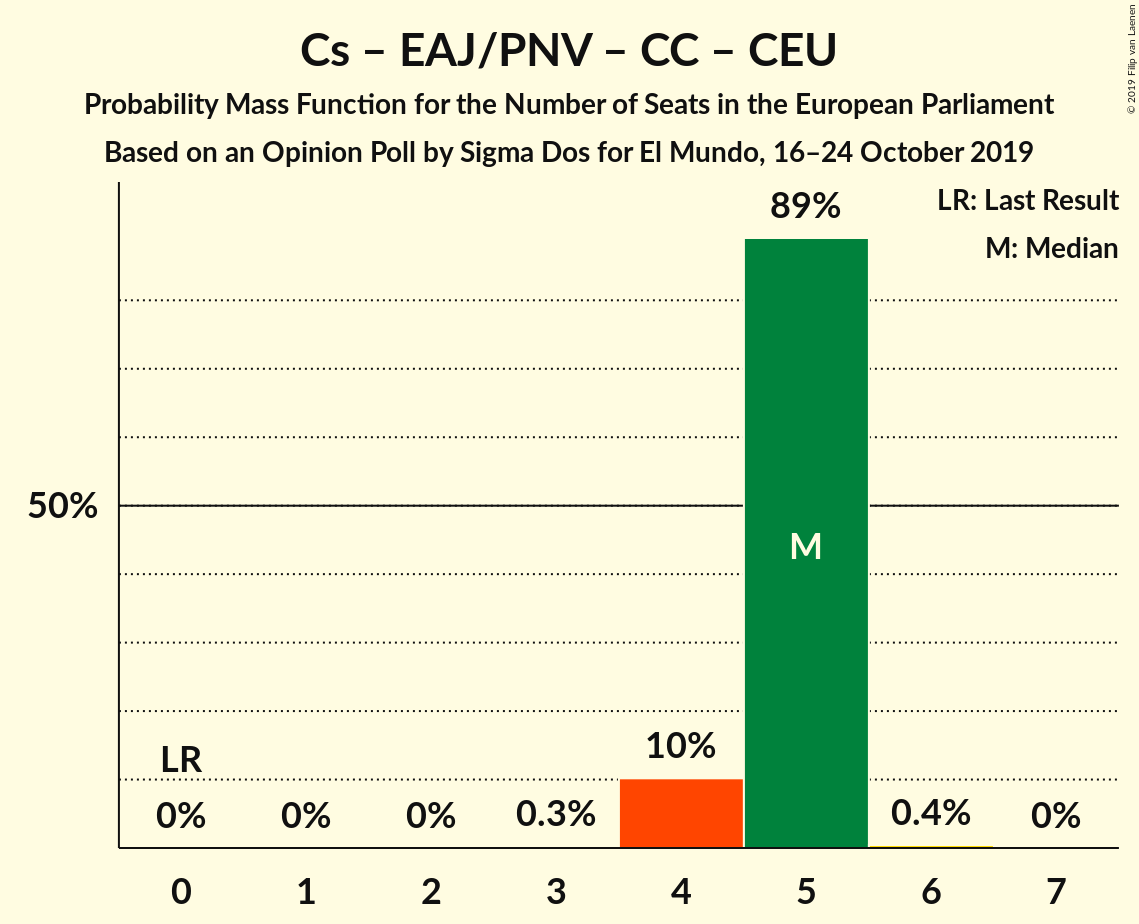 Cs – EAJ/PNV – CC – CEU
Probability Mass Function for the Number of Seats in the European Parliament
Based on an Opinion Poll by Sigma Dos for El Mundo, 16–24 October 2019
© 2019 Filip van Laenen
LR: Last Result
M: Median
89%
50%
M
LR
10%
0% 0% 0% 0.3% 0.4% 0%
0 1 2 3 4 5 6 7